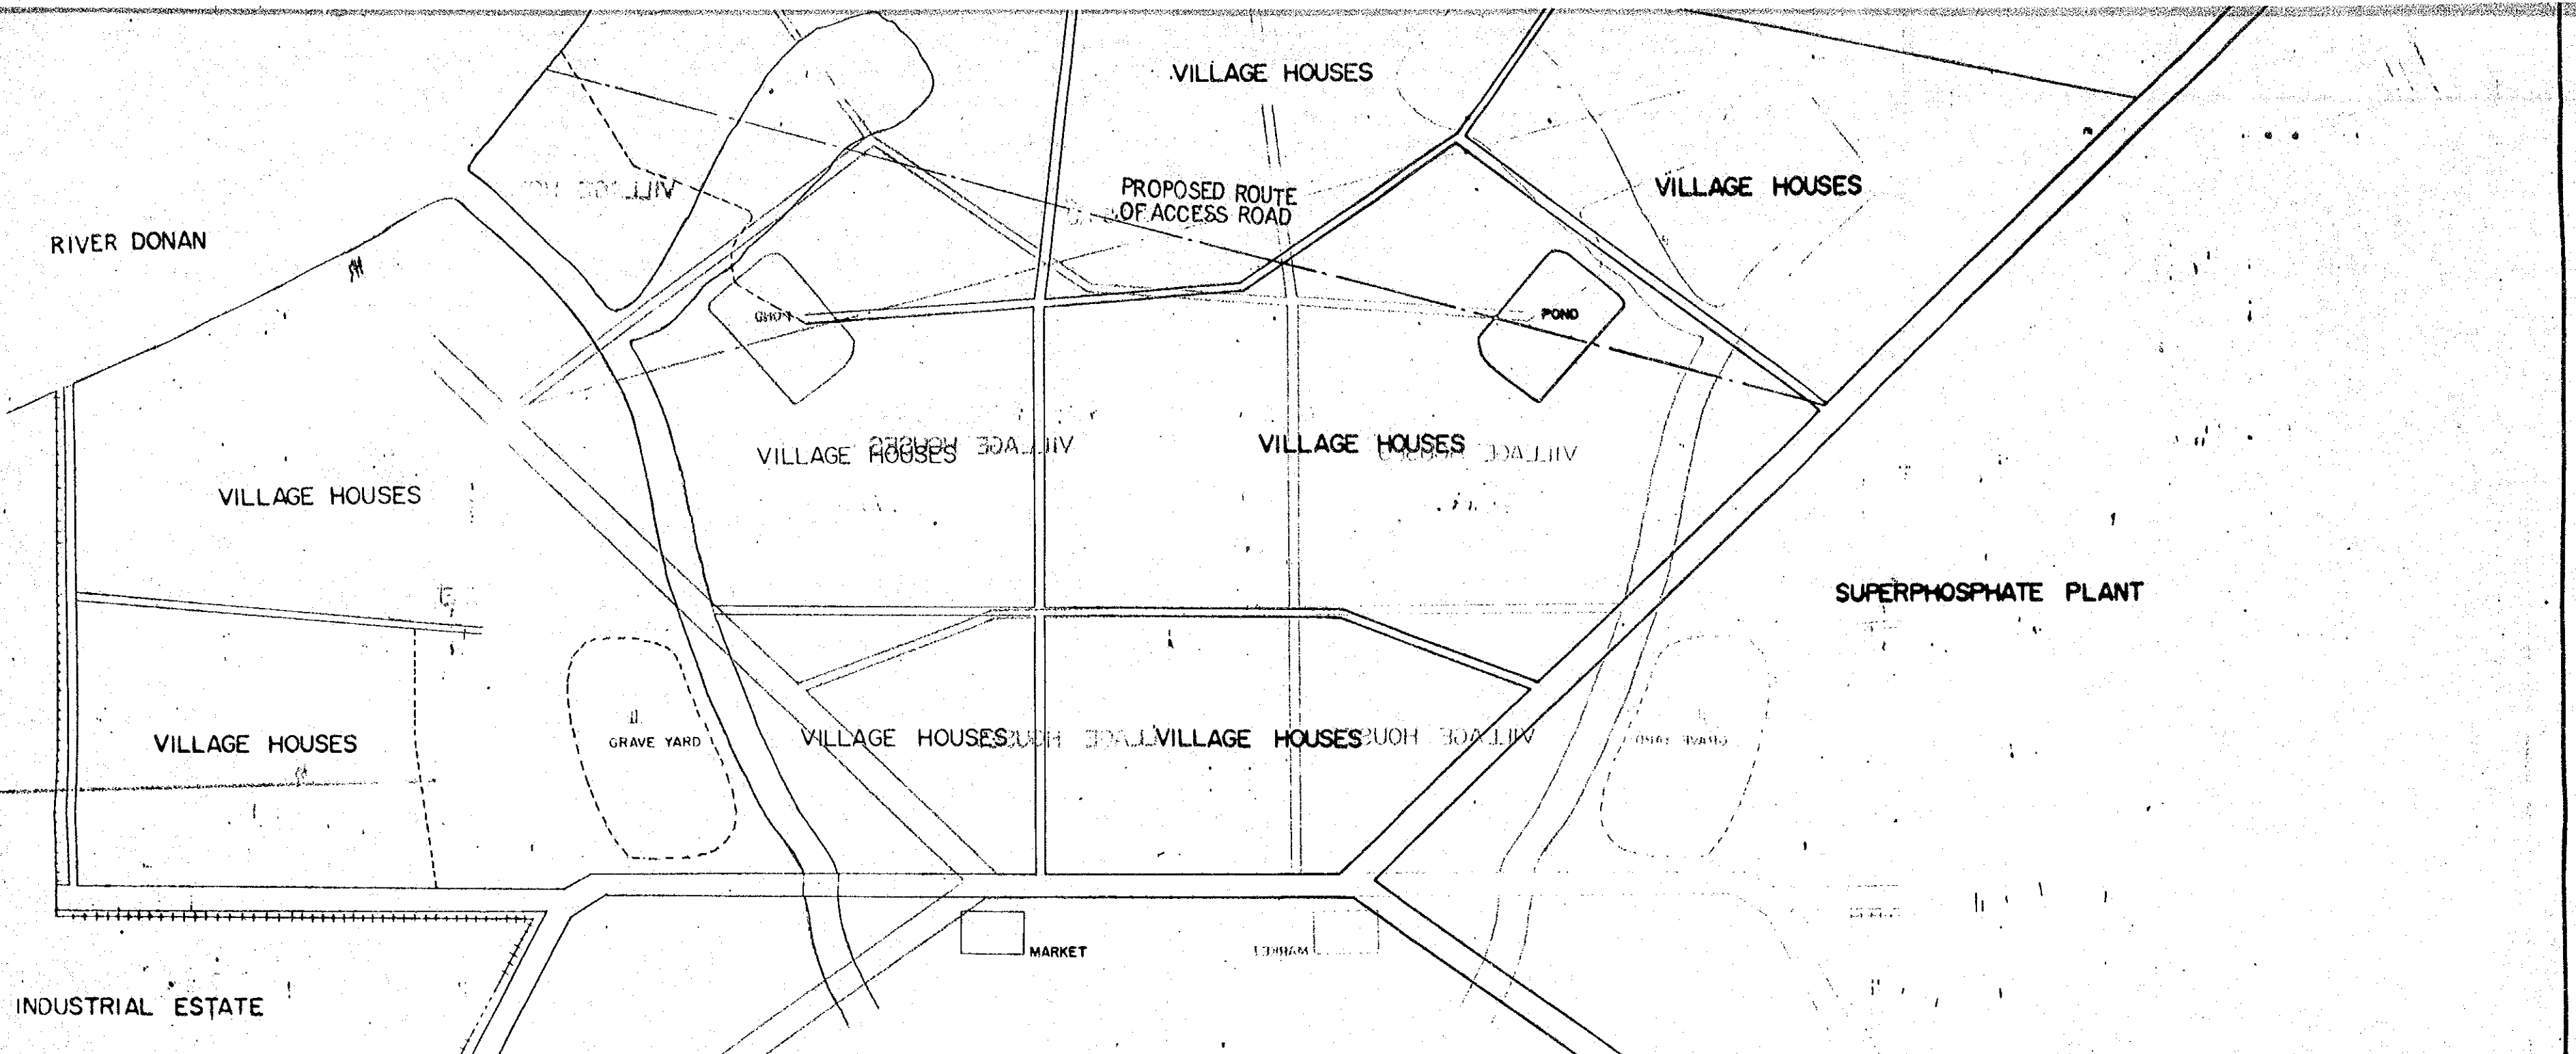 VILLAGE HOUSES
PROPOSED ROUTE
OF ACCESS ROAD
VILLAGE HOUSES
RIVER DONAN
POND
VILLAGE HOUSES
VILLAGE HOUSES
VILLAGE HOUSES
SUPERPHOSPHATE PLANT
VILLAGE HOUSES
GRAVE YARD
VILLAGE HOUSES
VILLAGE HOUSES
MARKET
INDUSTRIAL ESTATE